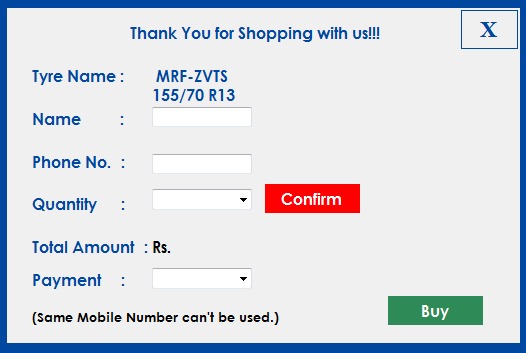 Thank You for Shopping with us!!!
X
Tyre Name : MRF-ZVTS
155/70 R13
Name :
Phone No. :
Quantity : Confirm
Total Amount : Rs.
Payment :
(Same Mobile Number can't be used.)
Buy